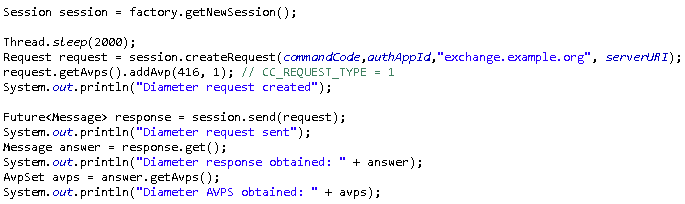 Session session = factory.getNewSession();
Thread.sleep(2000);
Request request = session.createRequest(commandCode,authAppId,"exchange.example.org", serverURI);
request.getAvps().addAvp(416, 1); // CC_REQUEST_TYPE = 1
System.out.println("Diameter request created");
Future<Message> response = session.send(request);
System.out.println("Diameter request sent");
Message answer = response.get();
System.out.println("Diameter response obtained: " + answer);
AvpSet avps = answer.getAvps();
System.out.println("Diameter AVPS obtained: " + avps);